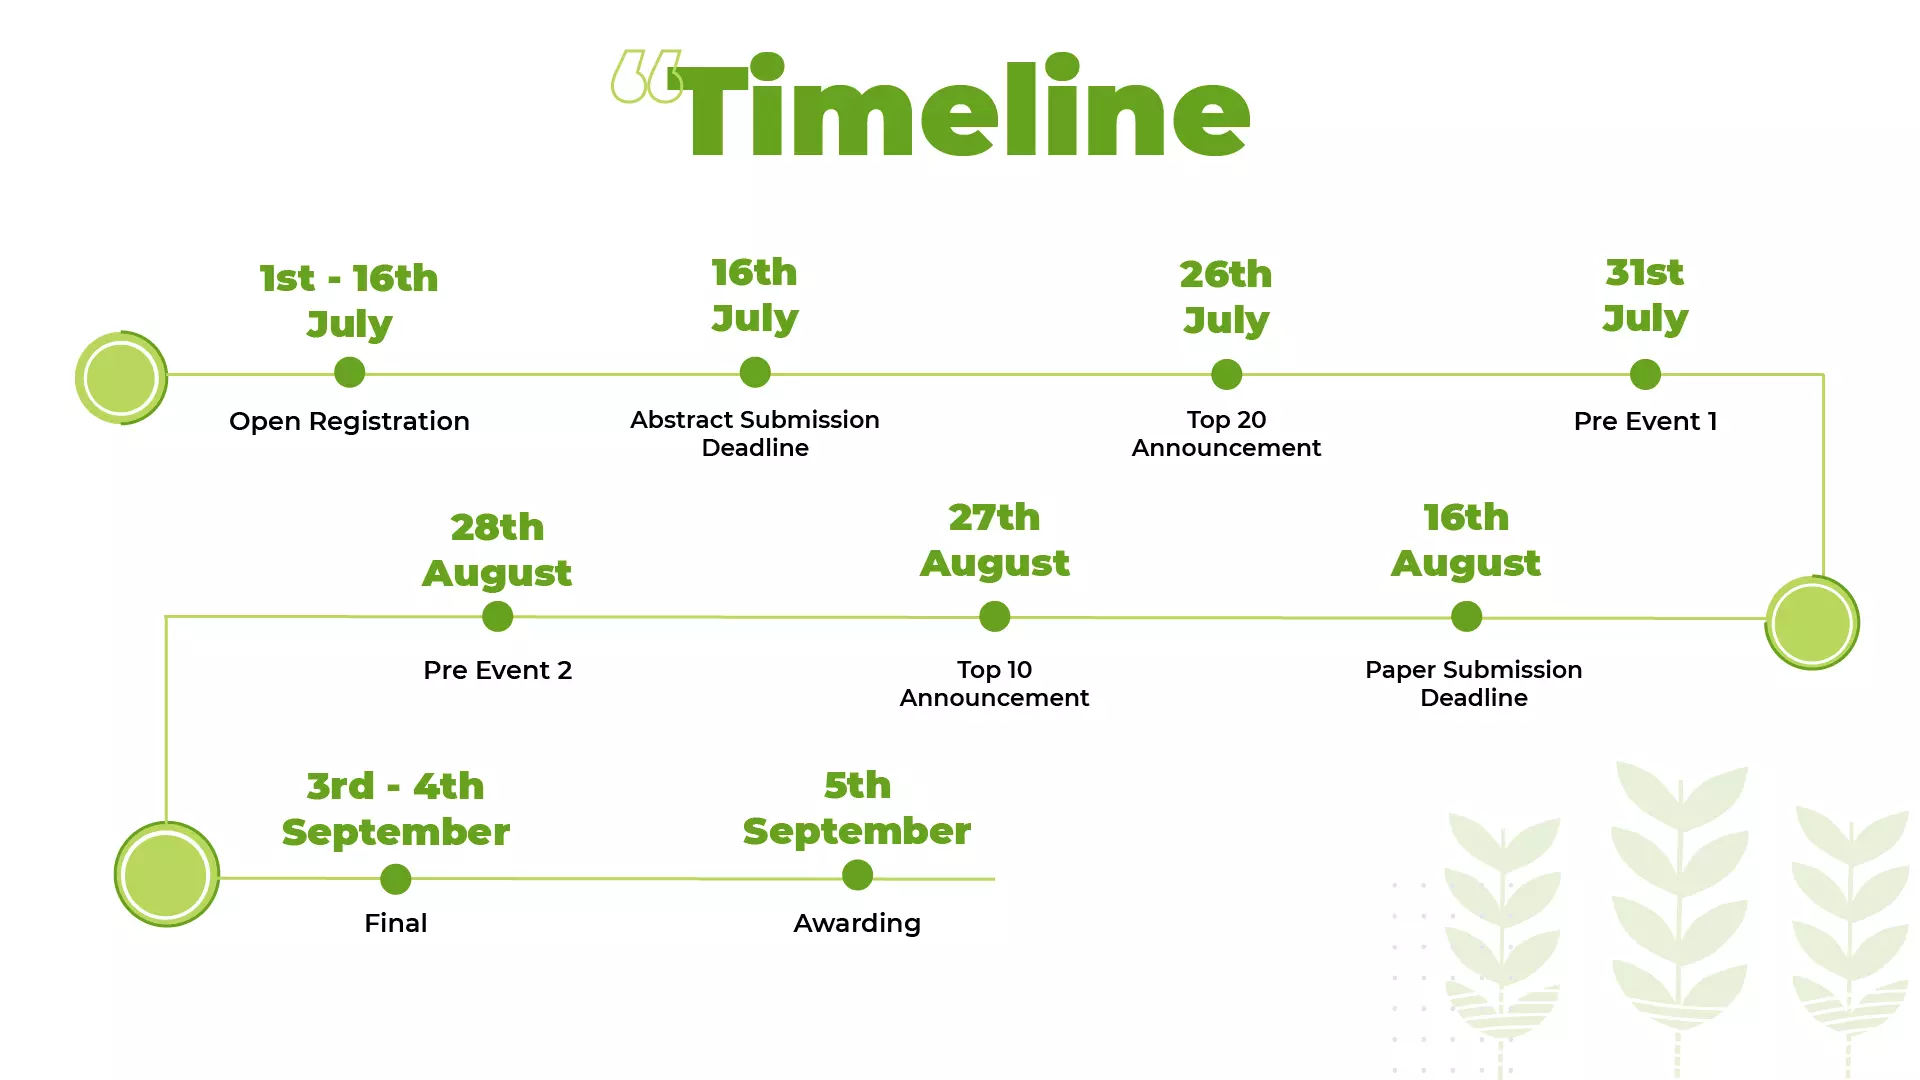 “Timeline
1st - 16th
July
Open Registration
16th
July
Abstract Submission
Deadline
26th
July
Top 20
Announcement
31st
July
Pre Event 1
16th
August
Paper Submission
Deadline
27th
August
Top 10
Announcement
28th
August
Pre Event 2
3rd - 4th
September
Final
5th
September
Awarding